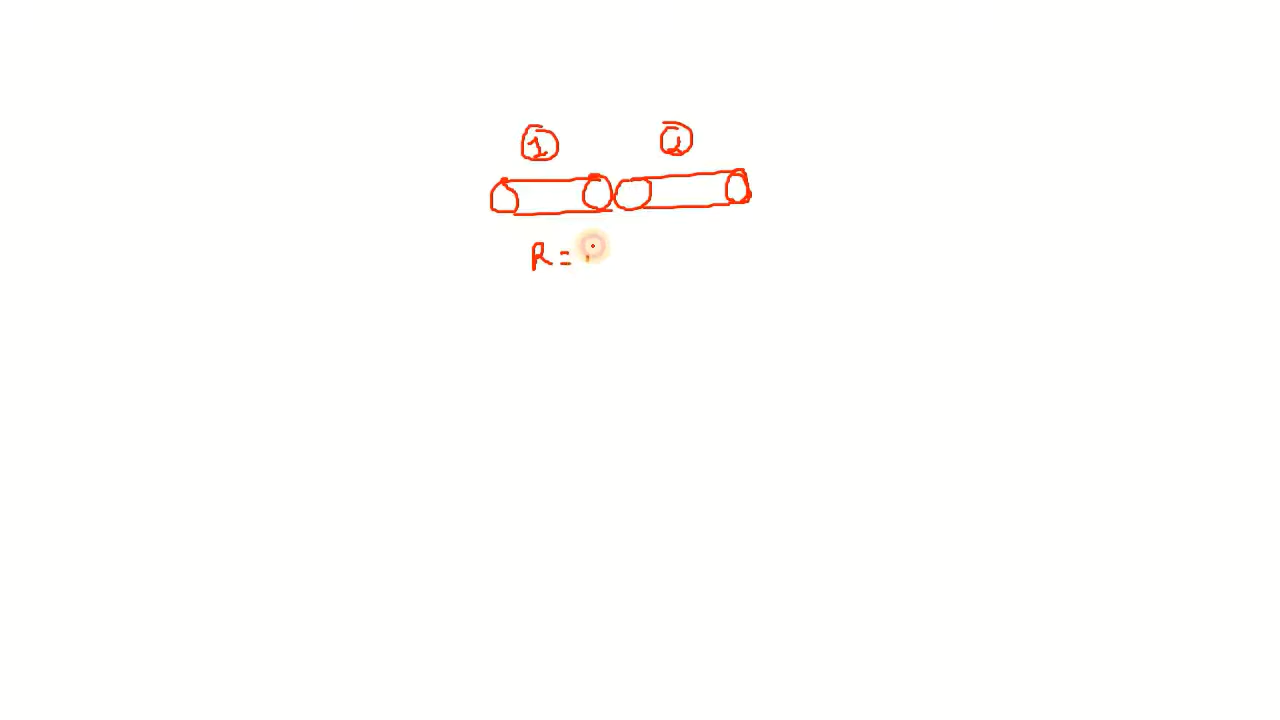 ① ②
R =